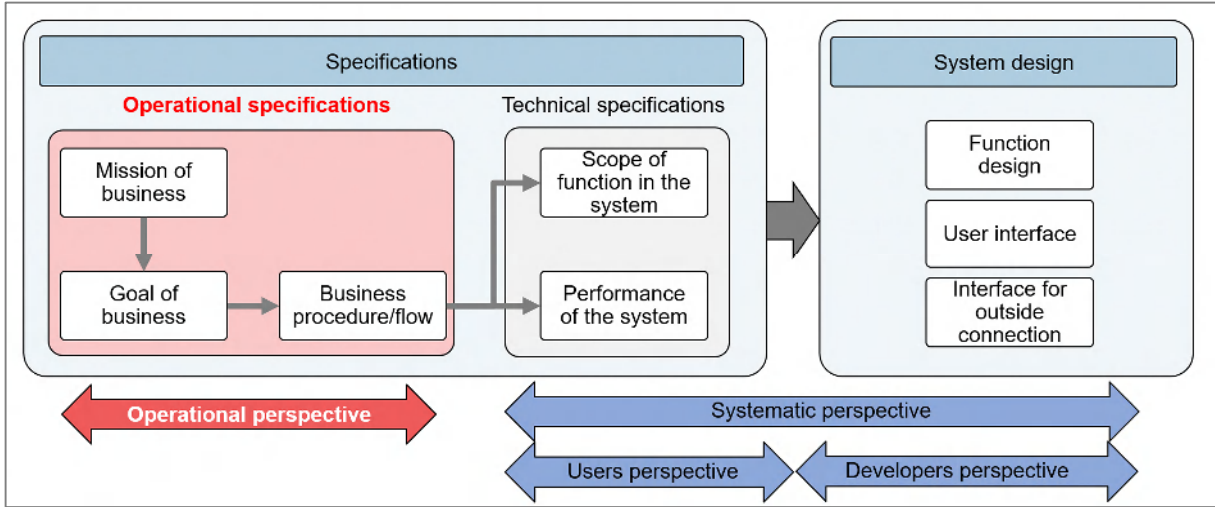 Specifications
Operational specifications
Technical specifications
Mission of
business
Goal of
business
Business
procedure/flow
Scope of
function in the
system
Performance
of the system
System design
Function
design
User interface
Interface for
outside
connection
Operational perspective
Systematic perspective
Users perspective
Developers perspective